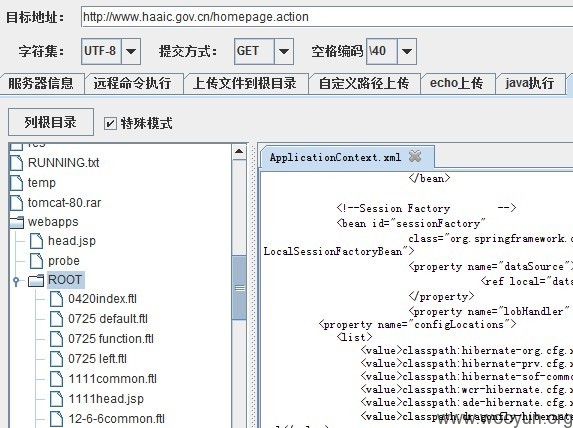 目标地址: http://www.haaic.gov.cn/homepage.action
字符集: UTF-8 提交方式: GET 空格编码 \40
服务器信息 远程命令执行 上传文件到根目录 自定义路径上传 echo上传 java执行
列根目录 特殊模式
res
RUNNING.txt
temp
tomcat-80.rar
webapps
head.jsp
probe
ROOT
0420index.ftl
0725 default.ftl
0725 function.ftl
0725 left.ftl
1111common.ftl
1111head.jsp
12-6-6common.ftl
ApplicationContext.xml
</bean>
<!--Session Factory -->
<bean id="sessionFactory"
class="org.springframework.
LocalSessionFactoryBean">
<property name="dataSource">
<ref local="data
</property>
<property name="lobHandler"
<property name="configLocations">
<list>
<value>classpath:hibernate-org.cfg.x
<value>classpath:hibernate-prv.cfg.x
<value>classpath:hibernate-sof-common
<value>classpath:wcr-hibernate.cfg.xm
<value>classpath:ade-hibernate.cfg.xm
<value>classpath:dragonfly-hibernate
www.wooyun.org